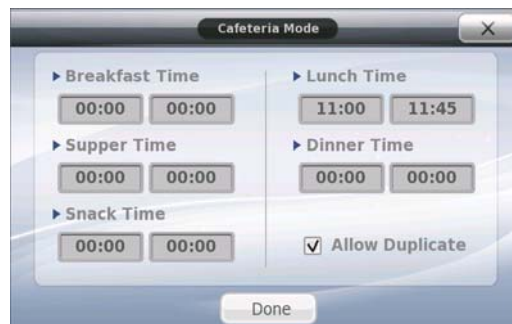 Cafeteria Mode
Breakfast Time
00:00 00:00
Supper Time
00:00 00:00
Snack Time
00:00 00:00
Lunch Time
11:00 11:45
Dinner Time
00:00 00:00
Allow Duplicate
Done